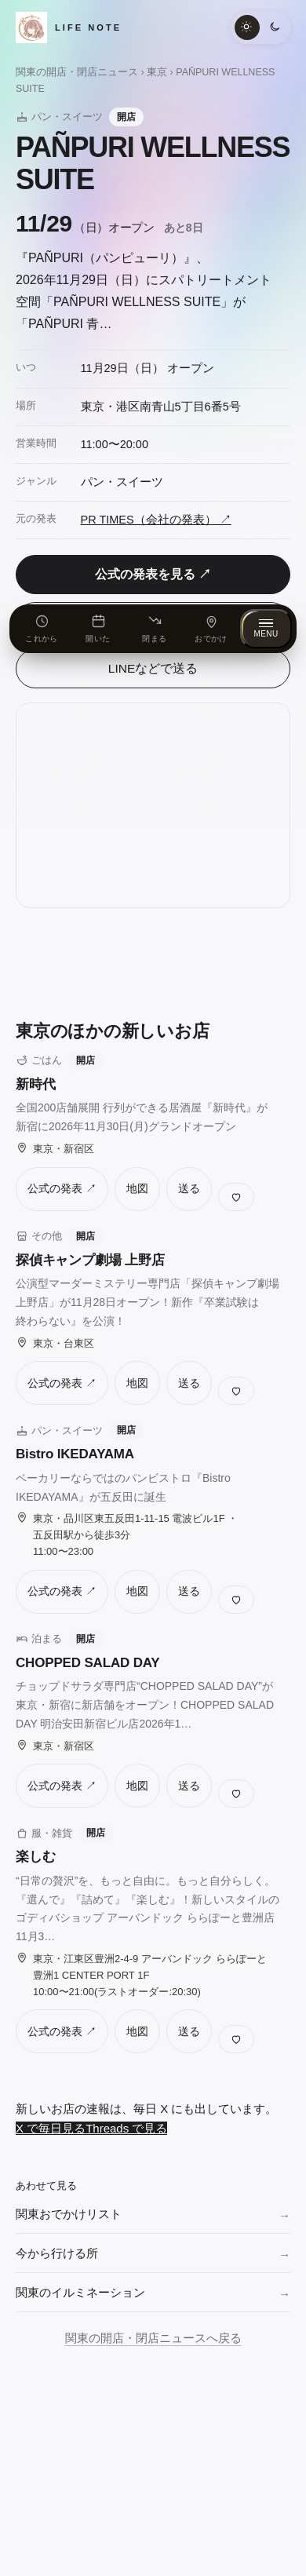 LIFE NOTE
関東の開店・閉店ニュース › 東京 › PAÑPURI WELLNESS
SUITE
パン・スイーツ 開店
PAÑPURI WELLNESS
SUITE
11/29（日）オープン あと8日
『PAÑPURI（パンピューリ）』、
2026年11月29日（日）にスパトリートメント
空間「PAÑPURI WELLNESS SUITE」が
「PAÑPURI 青…
いつ 11月29日（日） オープン
場所 東京・港区南青山5丁目6番5号
営業時間 11:00〜20:00
ジャンル パン・スイーツ
元の発表 PR TIMES（会社の発表） ↗
公式の発表を見る ↗
これから 開いた 閉まる おでかけ MENU
LINEなどで送る
東京のほかの新しいお店
ごはん 開店
新時代
全国200店舗展開 行列ができる居酒屋『新時代』が
新宿に2026年11月30日(月)グランドオープン
東京・新宿区
公式の発表 ↗ 地図 送る
その他 開店
探偵キャンプ劇場 上野店
公演型マーダーミステリー専門店「探偵キャンプ劇場
上野店」が11月28日オープン！新作『卒業試験は
終わらない』を公演！
東京・台東区
公式の発表 ↗ 地図 送る
パン・スイーツ 開店
Bistro IKEDAYAMA
ベーカリーならではのパンビストロ『Bistro
IKEDAYAMA』が五反田に誕生
東京・品川区東五反田1-11-15 電波ビル1F ・
五反田駅から徒歩3分
11:00〜23:00
公式の発表 ↗ 地図 送る
泊まる 開店
CHOPPED SALAD DAY
チョップドサラダ専門店“CHOPPED SALAD DAY”が
東京・新宿に新店舗をオープン！CHOPPED SALAD
DAY 明治安田新宿ビル店2026年1…
東京・新宿区
公式の発表 ↗ 地図 送る
服・雑貨 開店
楽しむ
“日常の贅沢”を、もっと自由に。もっと自分らしく。
『選んで』『詰めて』『楽しむ』！新しいスタイルの
ゴディバショップ アーバンドック ららぽーと豊洲店
11月3…
東京・江東区豊洲2-4-9 アーバンドック ららぽーと
豊洲1 CENTER PORT 1F
10:00〜21:00(ラストオーダー:20:30)
公式の発表 ↗ 地図 送る
新しいお店の速報は、毎日 X にも出しています。
X で毎日見るThreads で見る
あわせて見る
関東おでかけリスト →
今から行ける所 →
関東のイルミネーション →
関東の開店・閉店ニュースへ戻る